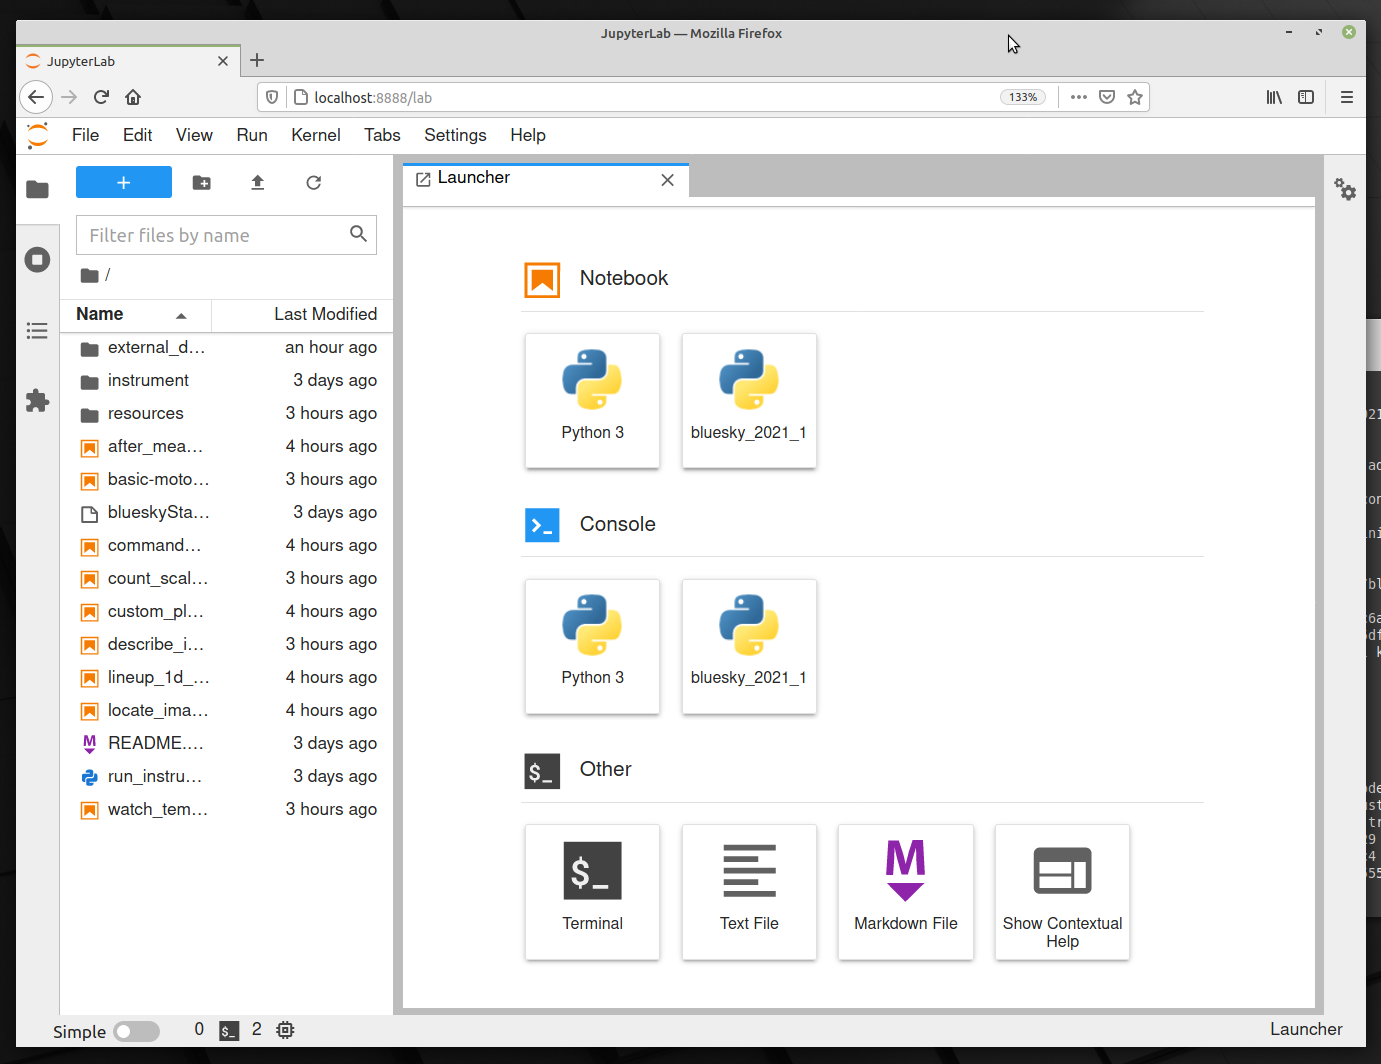 JupyterLab — Mozilla Firefox
JupyterLab
localhost:8888/lab
133%
File Edit View Run Kernel Tabs Settings Help
Launcher
Filter files by name
/
Name Last Modified
external_d… an hour ago
instrument 3 days ago
resources 3 hours ago
after_mea… 4 hours ago
basic-moto… 3 hours ago
blueskySta… 3 days ago
command… 4 hours ago
count_scal… 3 hours ago
custom_pl… 4 hours ago
describe_i… 3 hours ago
lineup_1d_… 4 hours ago
locate_ima… 4 hours ago
README.… 3 days ago
run_instru… 3 days ago
watch_tem… 3 hours ago
Notebook
Python 3 bluesky_2021_1
Console
Python 3 bluesky_2021_1
$_ Other
$_ M
Terminal Text File Markdown File Show Contextual
Help
Simple 0 $_ 2 Launcher